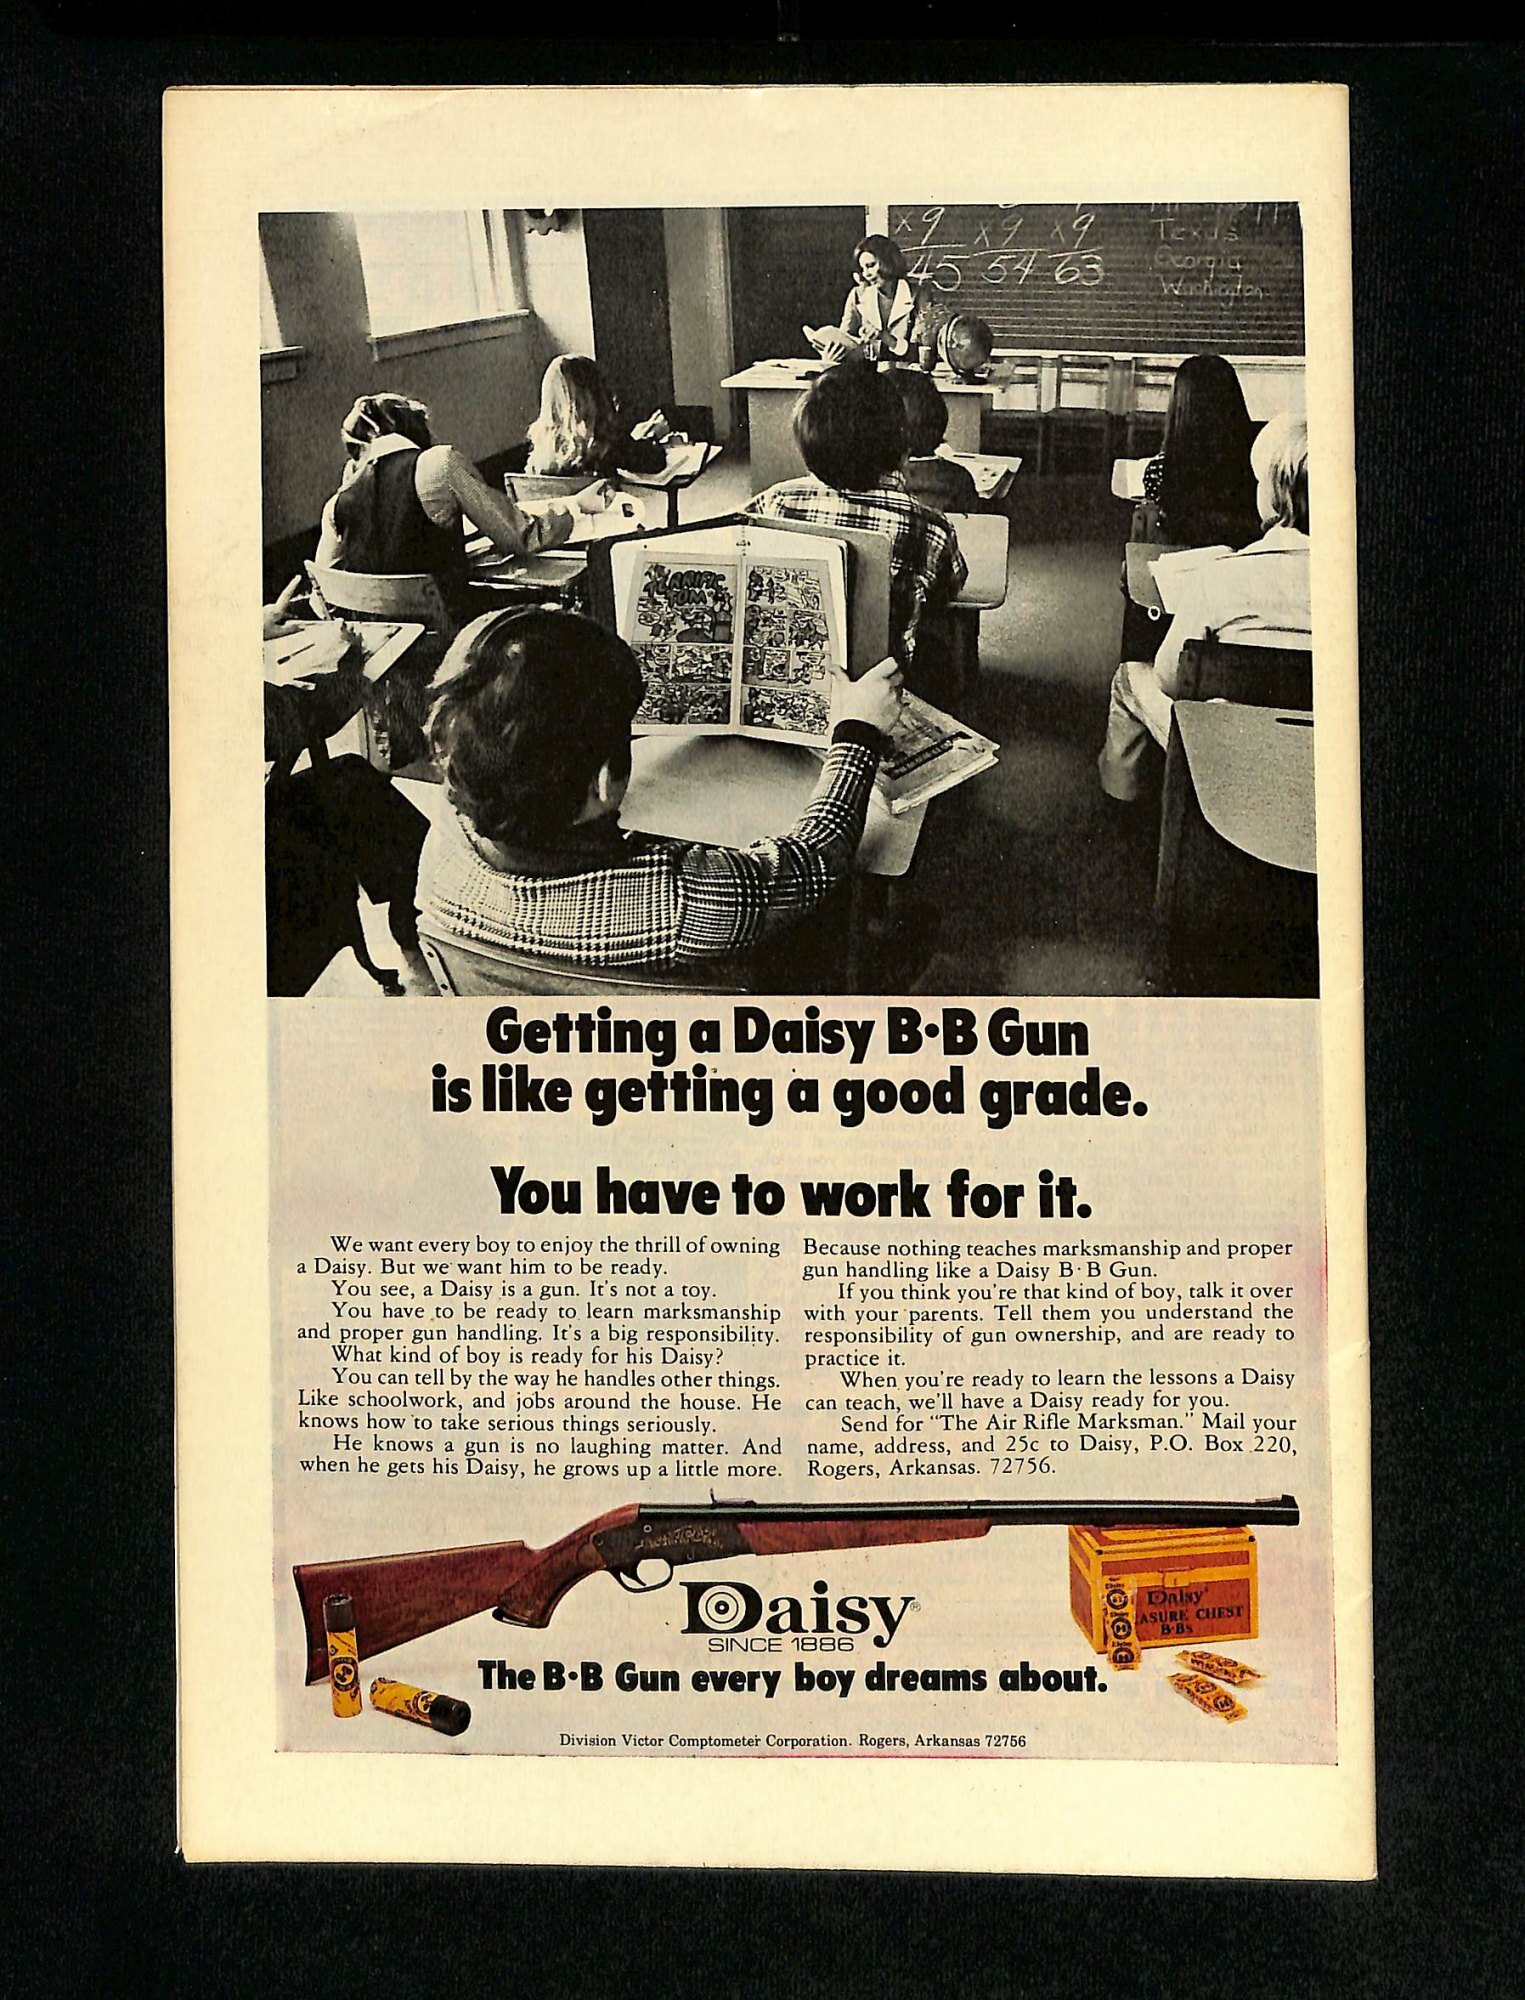 x9 x9 x9
45 54 63
Texas
Georgia
Washington
TERRIFIC
TOM
Getting a Daisy B·B Gun
is like getting a good grade.
You have to work for it.
We want every boy to enjoy the thrill of owning
a Daisy. But we want him to be ready.
You see, a Daisy is a gun. It's not a toy.
You have to be ready to learn marksmanship
and proper gun handling. It's a big responsibility.
What kind of boy is ready for his Daisy?
You can tell by the way he handles other things.
Like schoolwork, and jobs around the house. He
knows how to take serious things seriously.
He knows a gun is no laughing matter. And
when he gets his Daisy, he grows up a little more.
Because nothing teaches marksmanship and proper
gun handling like a Daisy B·B Gun.
If you think you're that kind of boy, talk it over
with your parents. Tell them you understand the
responsibility of gun ownership, and are ready to
practice it.
When you're ready to learn the lessons a Daisy
can teach, we'll have a Daisy ready for you.
Send for "The Air Rifle Marksman." Mail your
name, address, and 25c to Daisy, P.O. Box 220,
Rogers, Arkansas. 72756.
Daisy
ASURE CHEST
B·Bs
Daisy®
SINCE 1886
The B·B Gun every boy dreams about.
Division Victor Comptometer Corporation. Rogers, Arkansas 72756